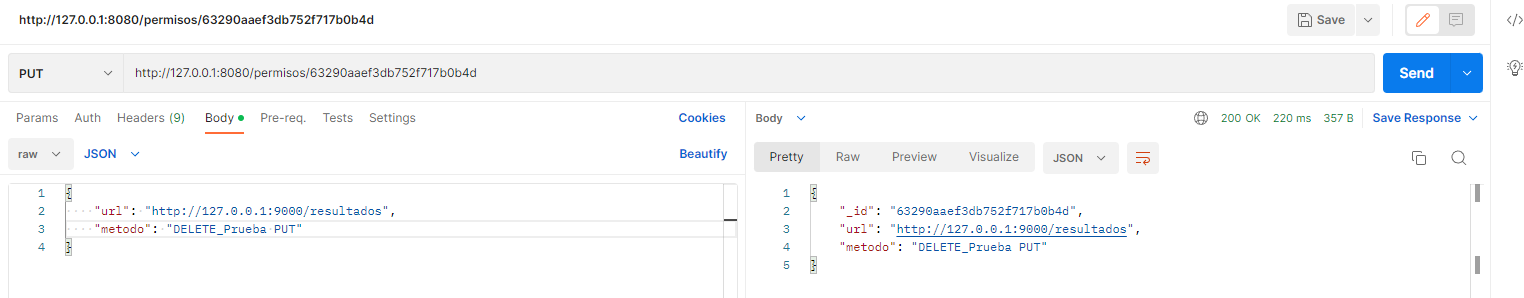 http://127.0.0.1:8080/permisos/63290aaef3db752f717b0b4d
Save
PUT
http://127.0.0.1:8080/permisos/63290aaef3db752f717b0b4d
Send
Params Auth Headers (9) Body Pre-req. Tests Settings Cookies
raw JSON Beautify
1 {
2 "url": "http://127.0.0.1:9000/resultados",
3 "metodo": "DELETE_Prueba PUT"
4 }
Body 200 OK 220 ms 357 B Save Response
Pretty Raw Preview Visualize JSON
1 {
2 "_id": "63290aaef3db752f717b0b4d",
3 "url": "http://127.0.0.1:9000/resultados",
4 "metodo": "DELETE_Prueba PUT"
5 }